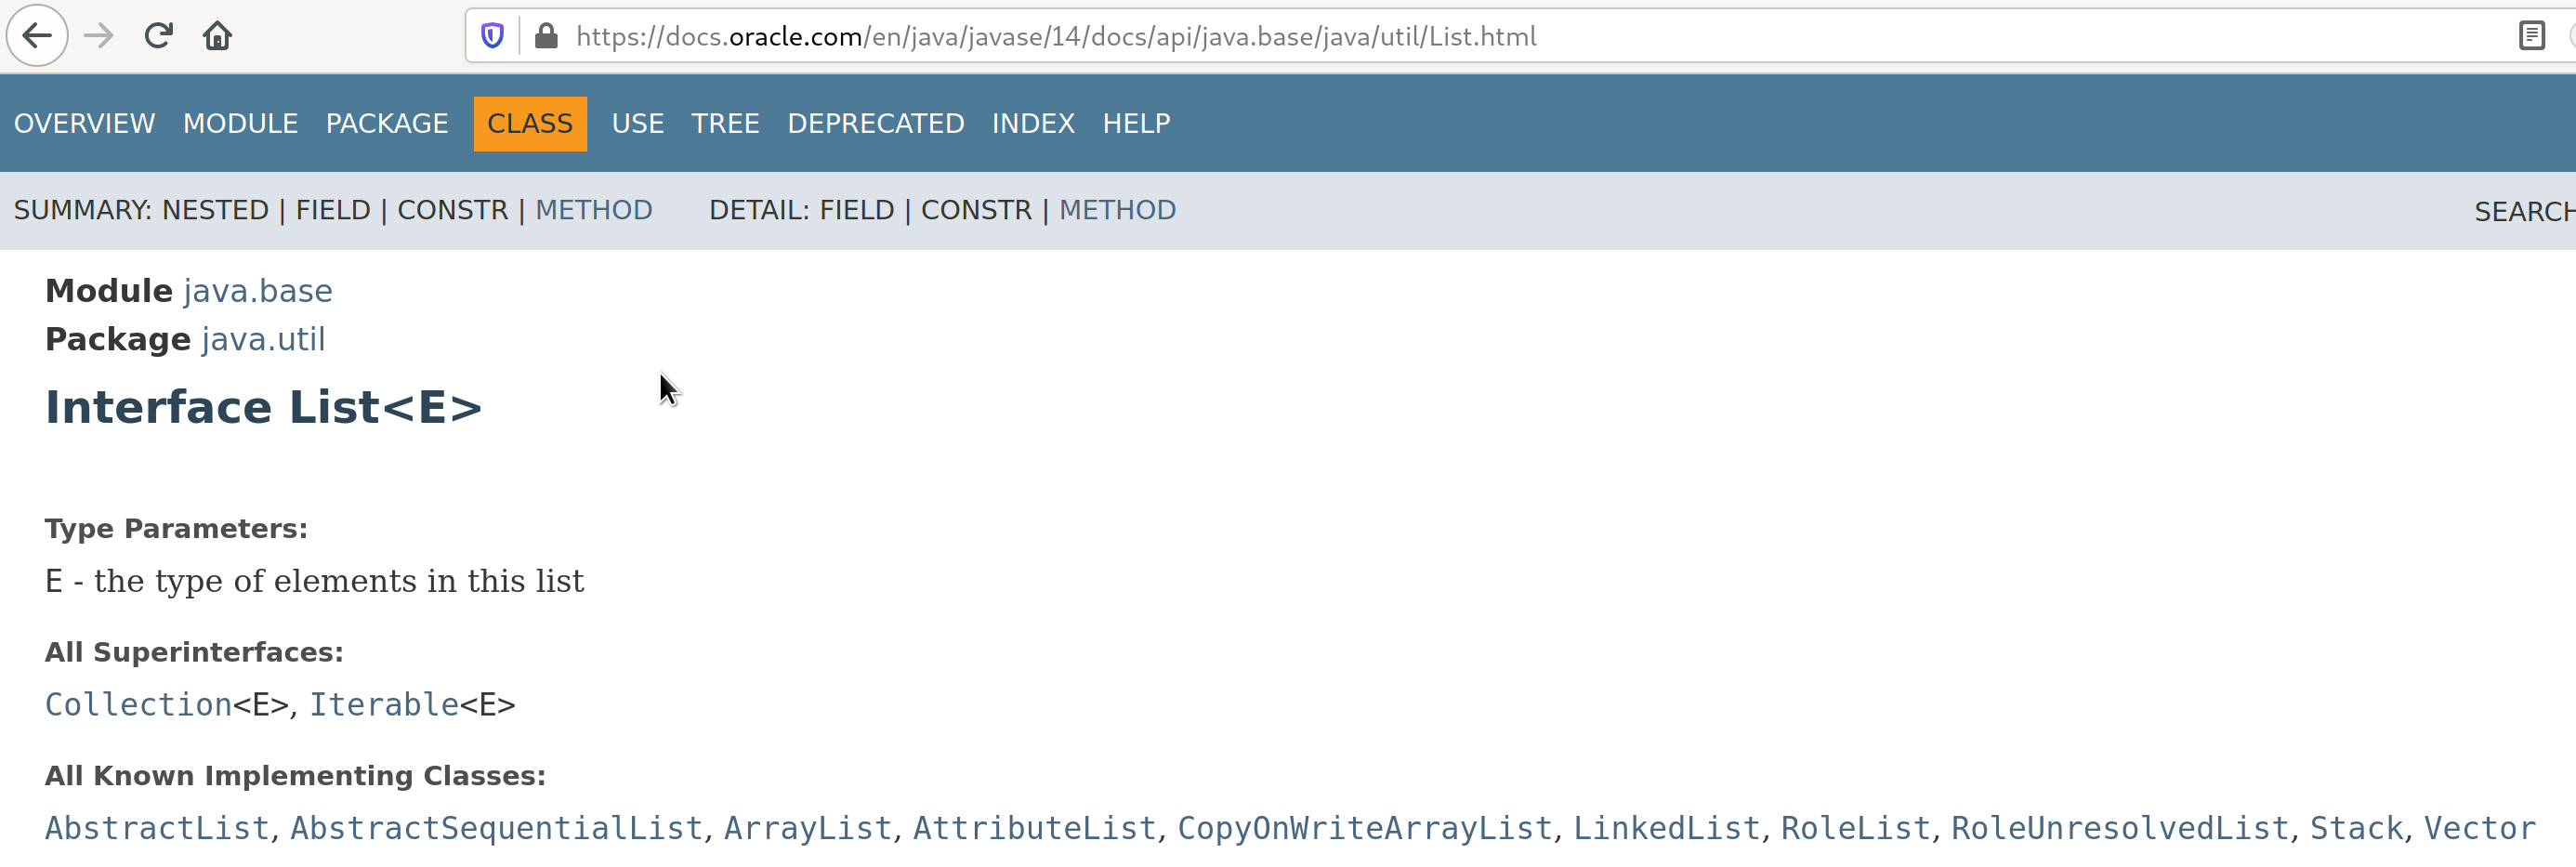 https://docs.oracle.com/en/java/javase/14/docs/api/java.base/java/util/List.html
OVERVIEW MODULE PACKAGE CLASS USE TREE DEPRECATED INDEX HELP
SUMMARY: NESTED | FIELD | CONSTR | METHOD DETAIL: FIELD | CONSTR | METHOD SEARCH
Module java.base
Package java.util
Interface List<E>
Type Parameters:
E - the type of elements in this list
All Superinterfaces:
Collection<E>, Iterable<E>
All Known Implementing Classes:
AbstractList, AbstractSequentialList, ArrayList, AttributeList, CopyOnWriteArrayList, LinkedList, RoleList, RoleUnresolvedList, Stack, Vector